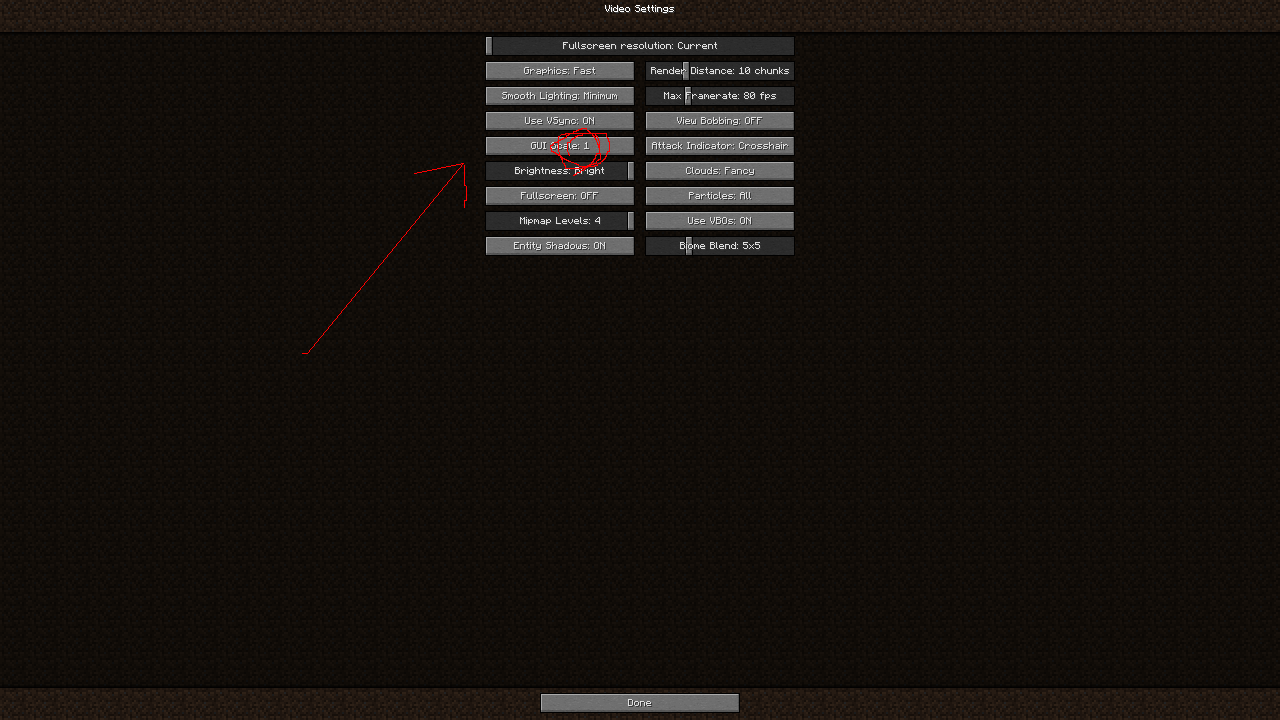 Video Settings
Fullscreen resolution: Current
Graphics: Fast
Render Distance: 10 chunks
Smooth Lighting: Minimum
Max Framerate: 80 fps
Use VSync: ON
View Bobbing: OFF
GUI Scale: 1
Attack Indicator: Crosshair
Brightness: Bright
Clouds: Fancy
Fullscreen: OFF
Particles: All
Mipmap Levels: 4
Use VBOs: ON
Entity Shadows: ON
Biome Blend: 5x5
Done